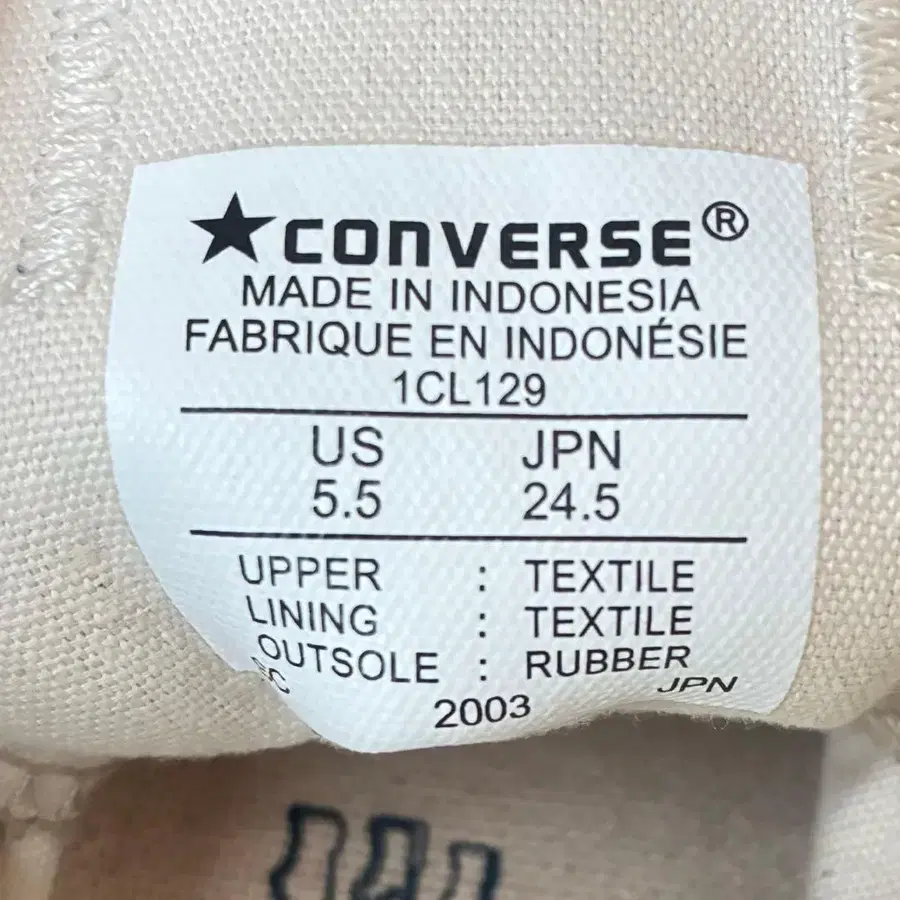 ★CONVERSE®
MADE IN INDONESIA
FABRIQUE EN INDONÉSIE
1CL129
US JPN
5.5 24.5
UPPER : TEXTILE
LINING : TEXTILE
OUTSOLE : RUBBER
JPN
2003